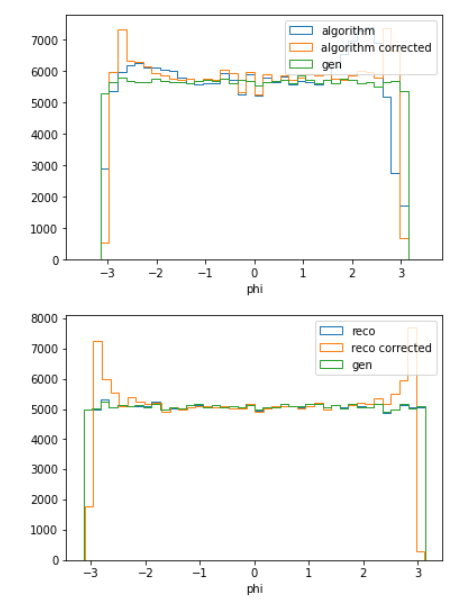 7000
6000
5000
4000
3000
2000
1000
0
algorithm
algorithm corrected
gen
−3 −2 −1 0 1 2 3
phi
8000
7000
6000
5000
4000
3000
2000
1000
0
reco
reco corrected
gen
−3 −2 −1 0 1 2 3
phi